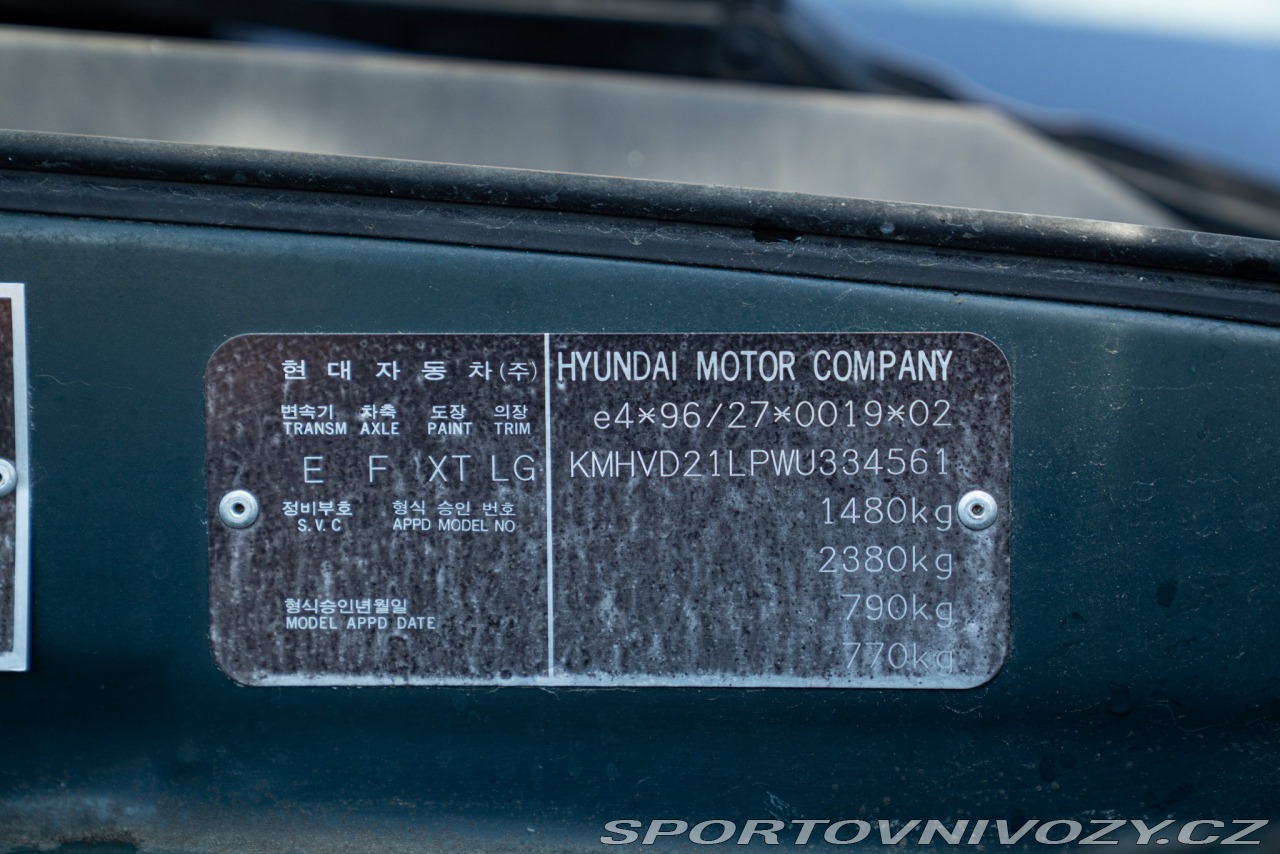 현대자동차(주)
변속기 차축 도장 의장
TRANSM AXLE PAINT TRIM
E F XT LG
정비부호 형식 승인 번호
S.V.C APPD MODEL NO
형식승인년월일
MODEL APPD DATE
HYUNDAI MOTOR COMPANY
e4*96/27*0019*02
KMHVD21LPWU334561
1480kg
2380kg
790kg
770kg
SPORTOVNIVOZY.CZ